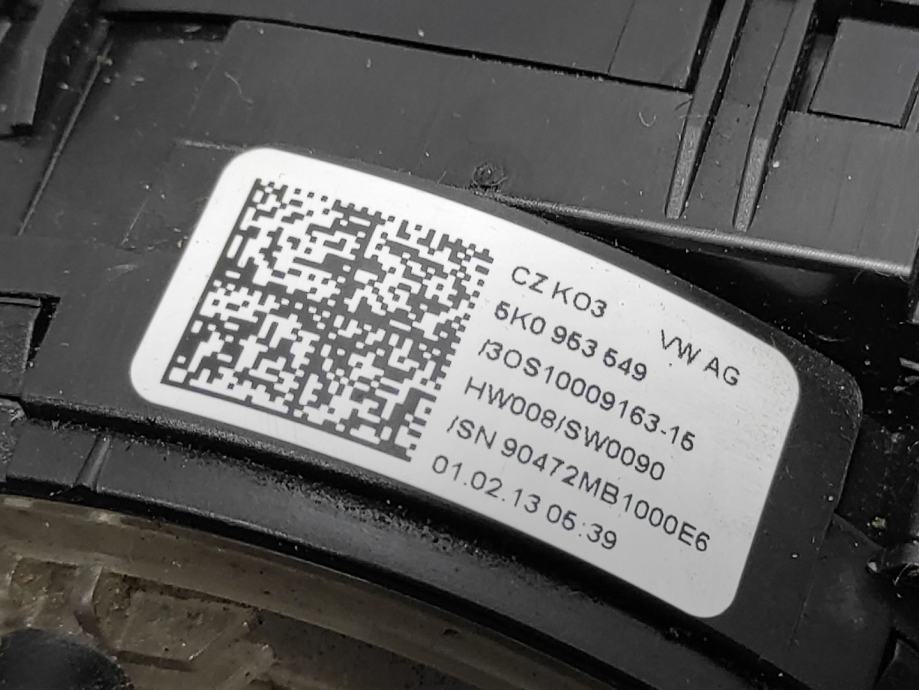 CZ KO3 VW AG
5K0 953 549
/3OS10009163-15
HW008/SW0090
/SN 90472MB1000E6
01.02.13 05:39